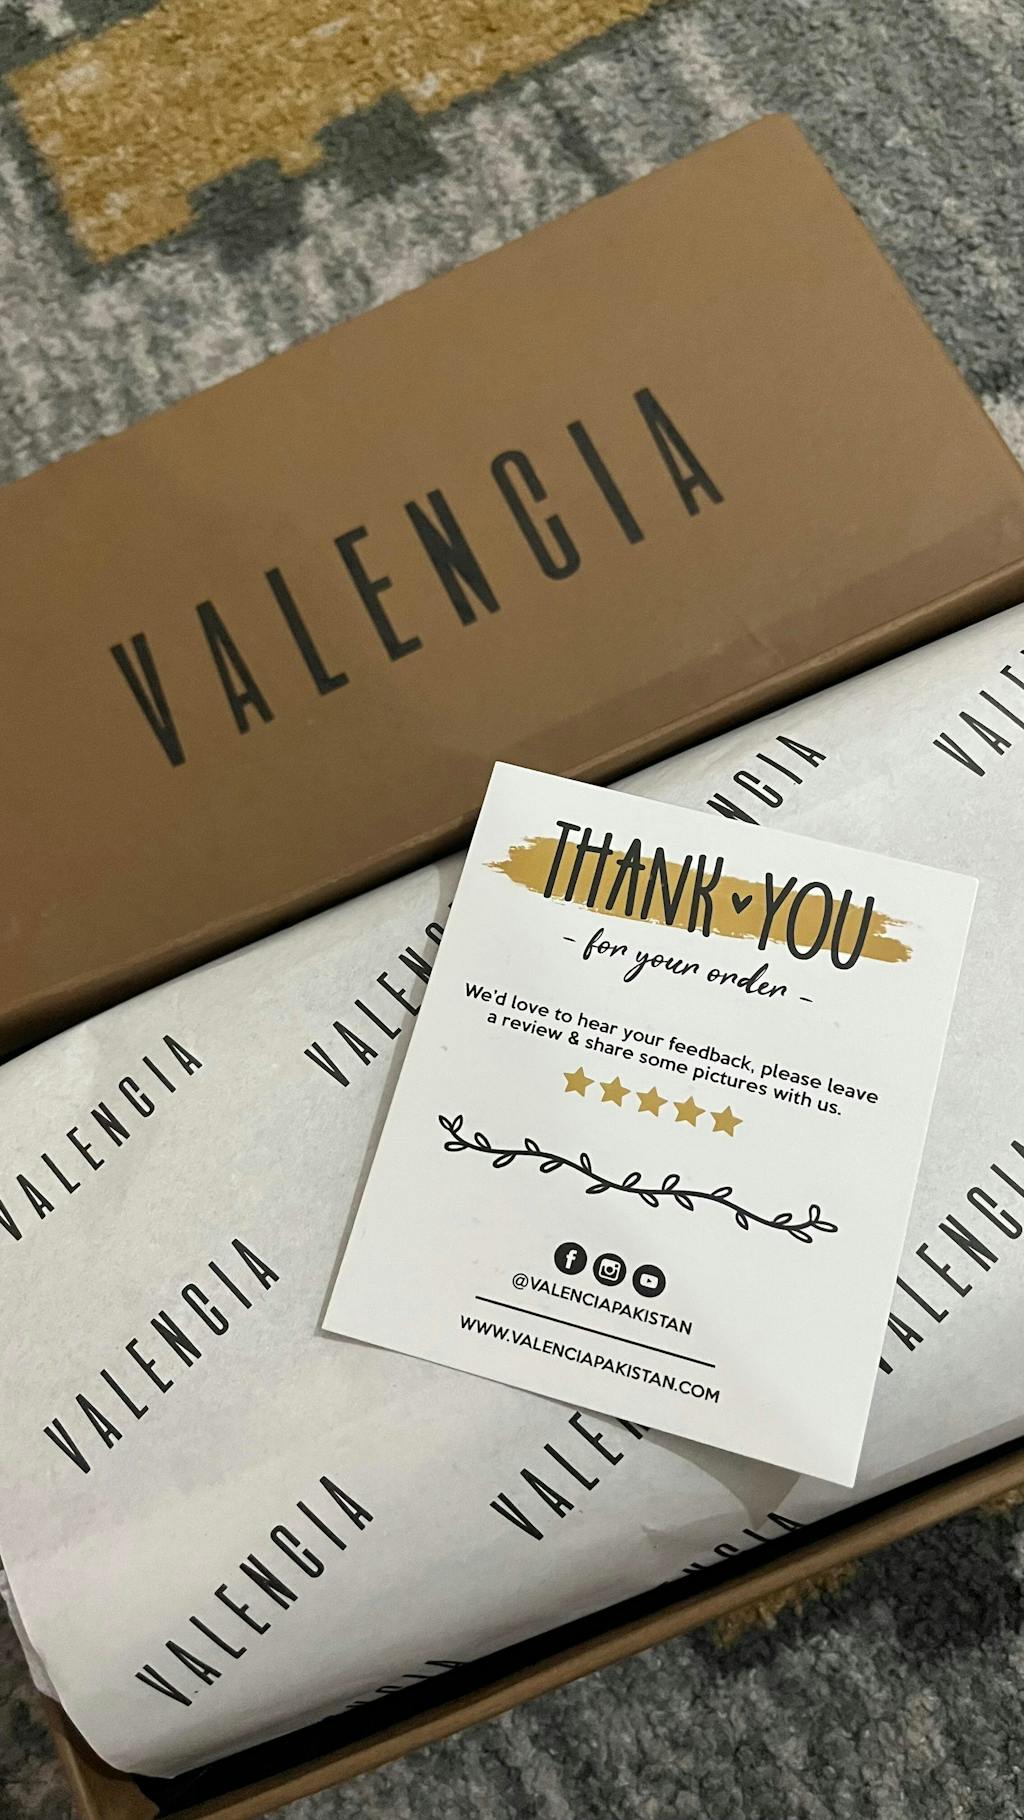 VALENCIA
VALENCIA
VALENCIA
VALENCIA
VALENCIA
VALENCIA
VALENCIA
THANK YOU
- for your order -
We'd love to hear your feedback, please leave
a review & share some pictures with us.
@VALENCIAPAKISTAN
WWW.VALENCIAPAKISTAN.COM